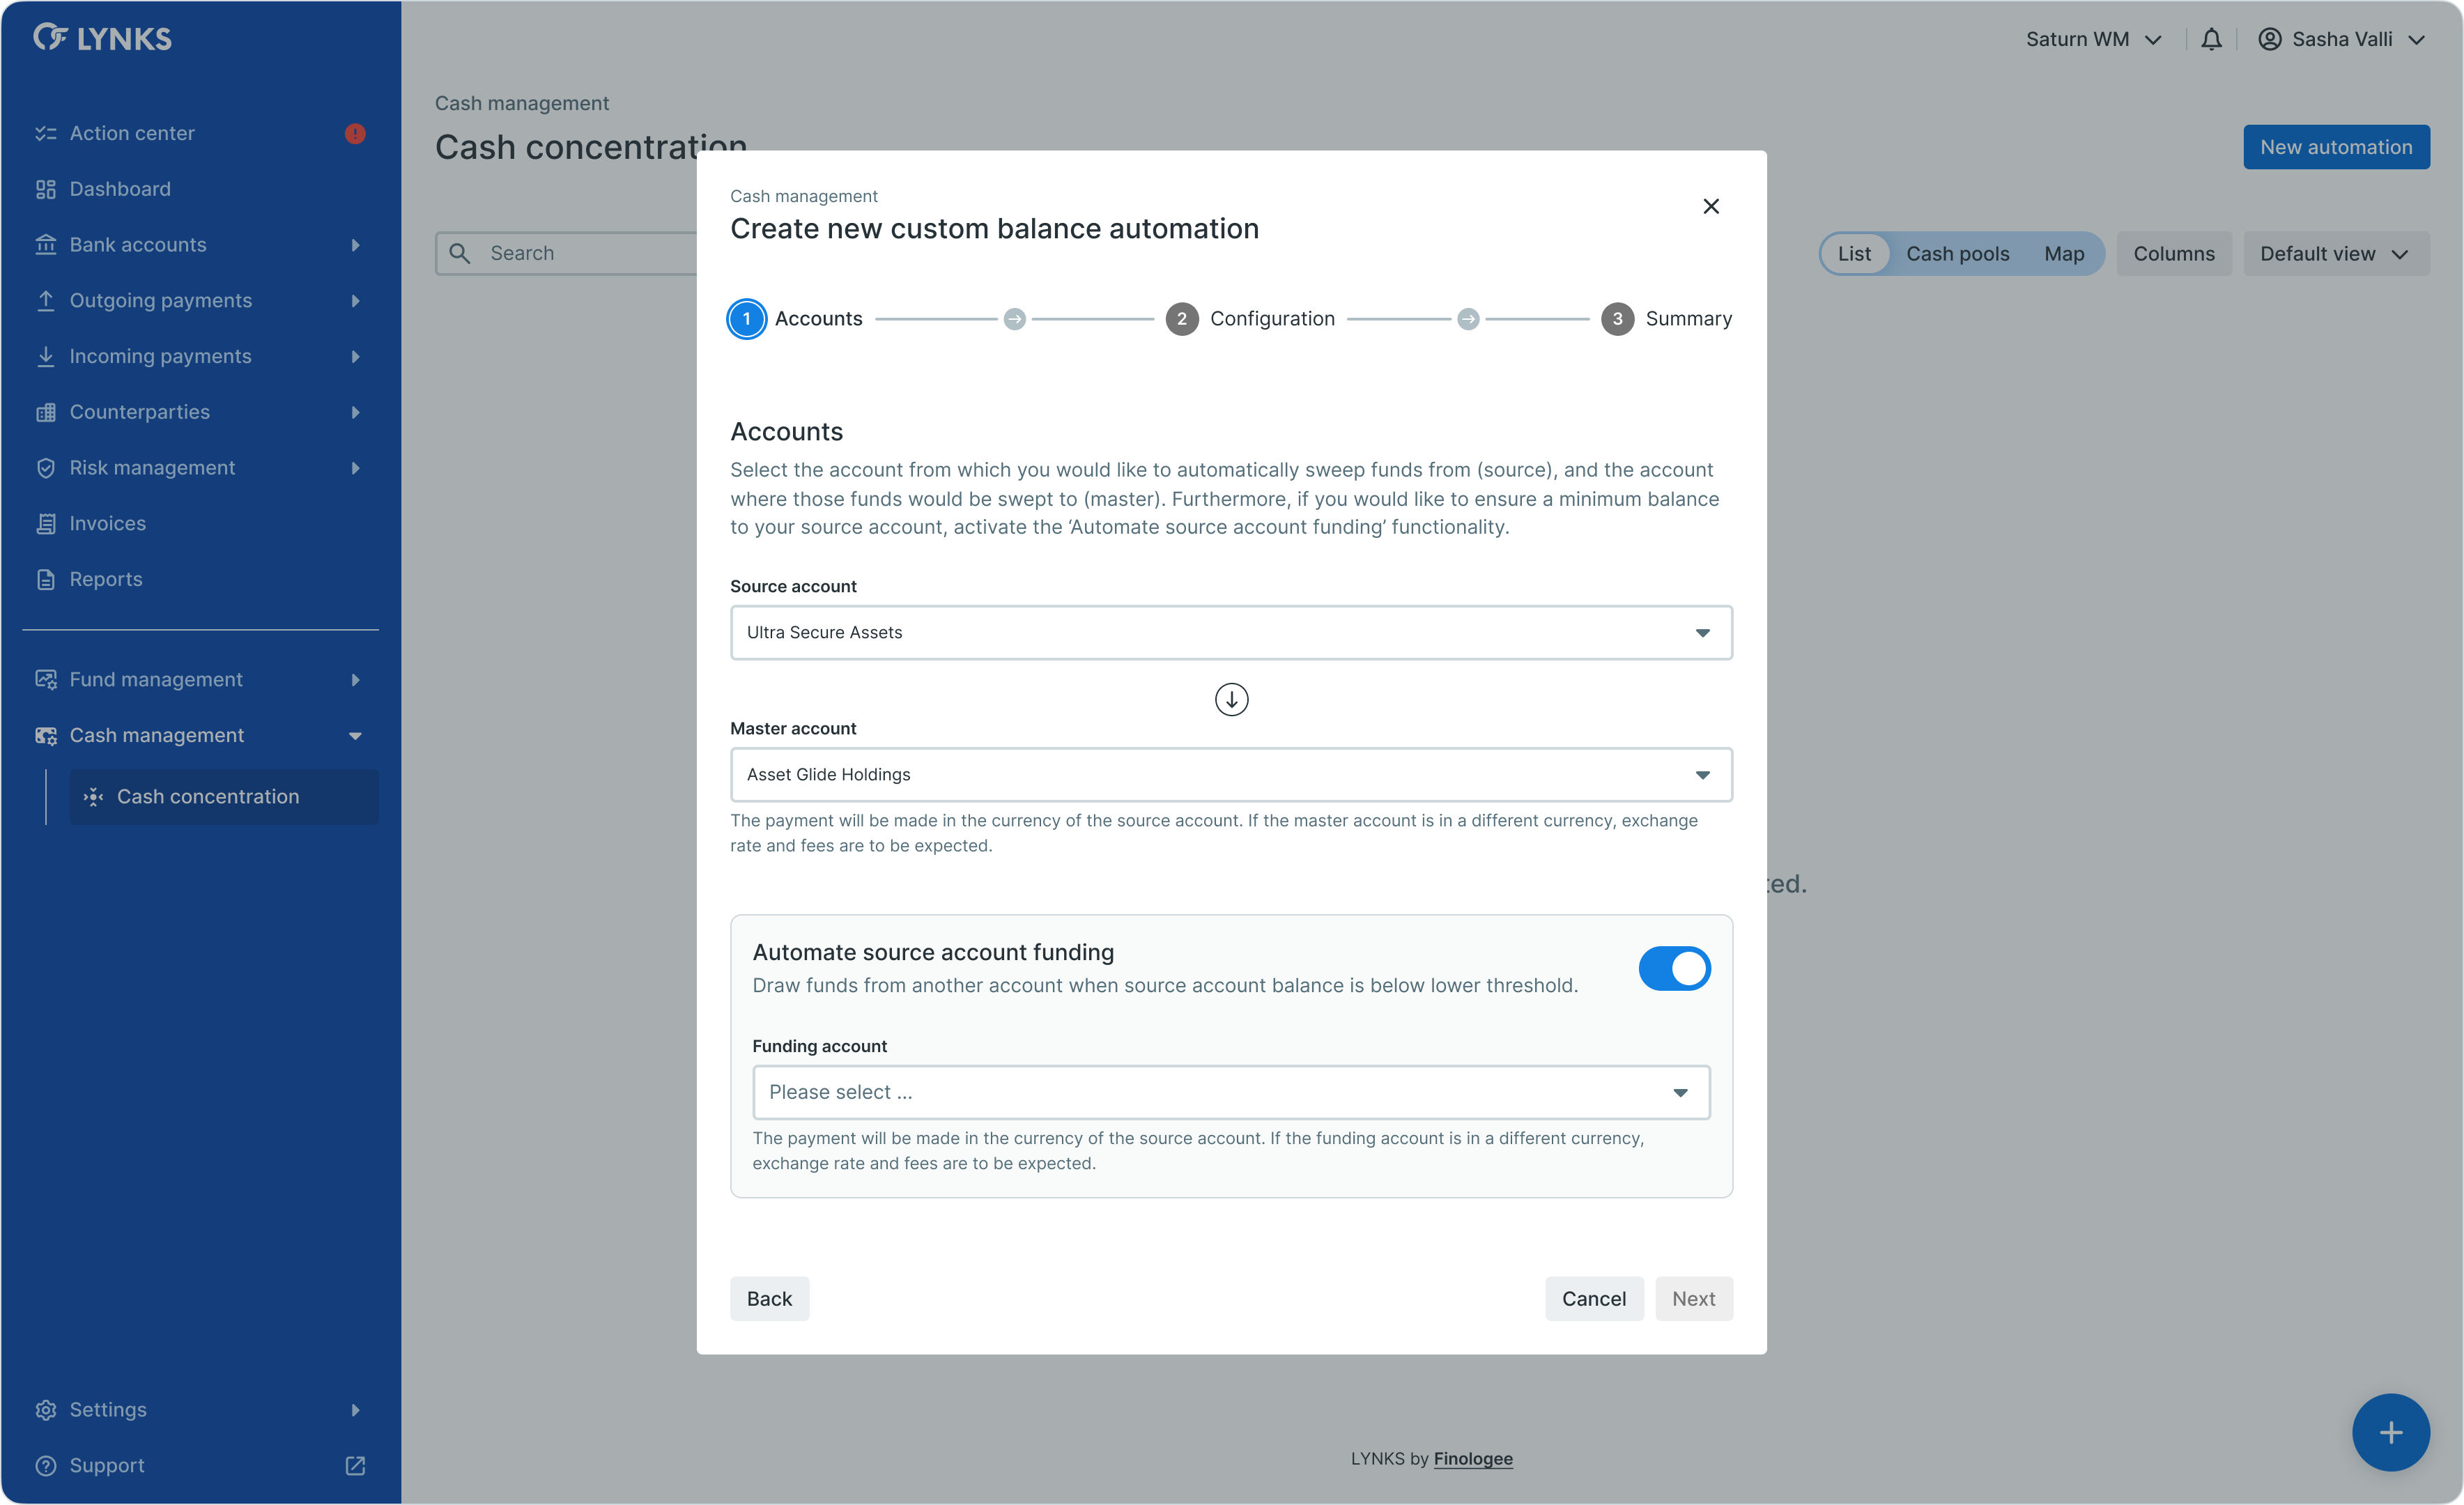 LYNKS
Action center
Dashboard
Bank accounts
Outgoing payments
Incoming payments
Counterparties
Risk management
Invoices
Reports
Fund management
Cash management
Cash concentration
Settings
Support
Saturn WM
Sasha Valli
Cash management
Cash concentration
New automation
Search
List
Cash pools
Map
Columns
Default view
Cash management
Create new custom balance automation
1 Accounts
2 Configuration
3 Summary
Accounts
Select the account from which you would like to automatically sweep funds from (source), and the account
where those funds would be swept to (master). Furthermore, if you would like to ensure a minimum balance
to your source account, activate the ‘Automate source account funding’ functionality.
Source account
Ultra Secure Assets
Master account
Asset Glide Holdings
The payment will be made in the currency of the source account. If the master account is in a different currency, exchange
rate and fees are to be expected.
Automate source account funding
Draw funds from another account when source account balance is below lower threshold.
Funding account
Please select ...
The payment will be made in the currency of the source account. If the funding account is in a different currency,
exchange rate and fees are to be expected.
Back
Cancel
Next
LYNKS by Finologee